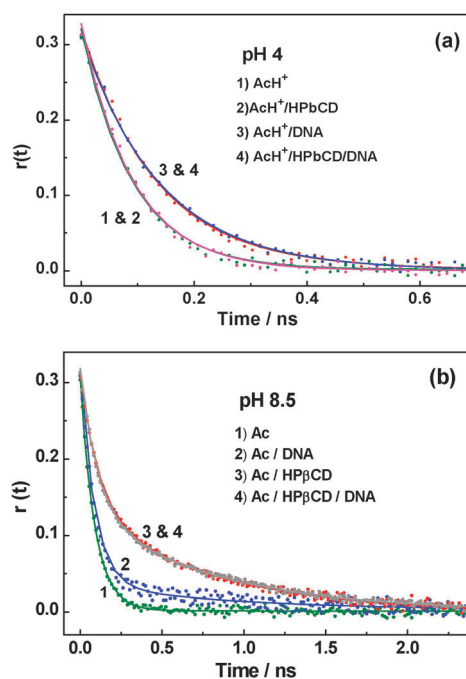 (a)
pH 4
1) AcH⁺
2)AcH⁺/HPbCD
3) AcH⁺/DNA
4) AcH⁺/HPbCD/DNA
3 & 4
1 & 2
r(t)
0.3
0.2
0.1
0.0
0.0 0.2 0.4 0.6
Time / ns
(b)
pH 8.5
1) Ac
2) Ac / DNA
3) Ac / HPβCD
4) Ac / HPβCD / DNA
3 & 4
2
1
r (t)
0.3
0.2
0.1
0.0
0.0 0.5 1.0 1.5 2.0
Time / ns